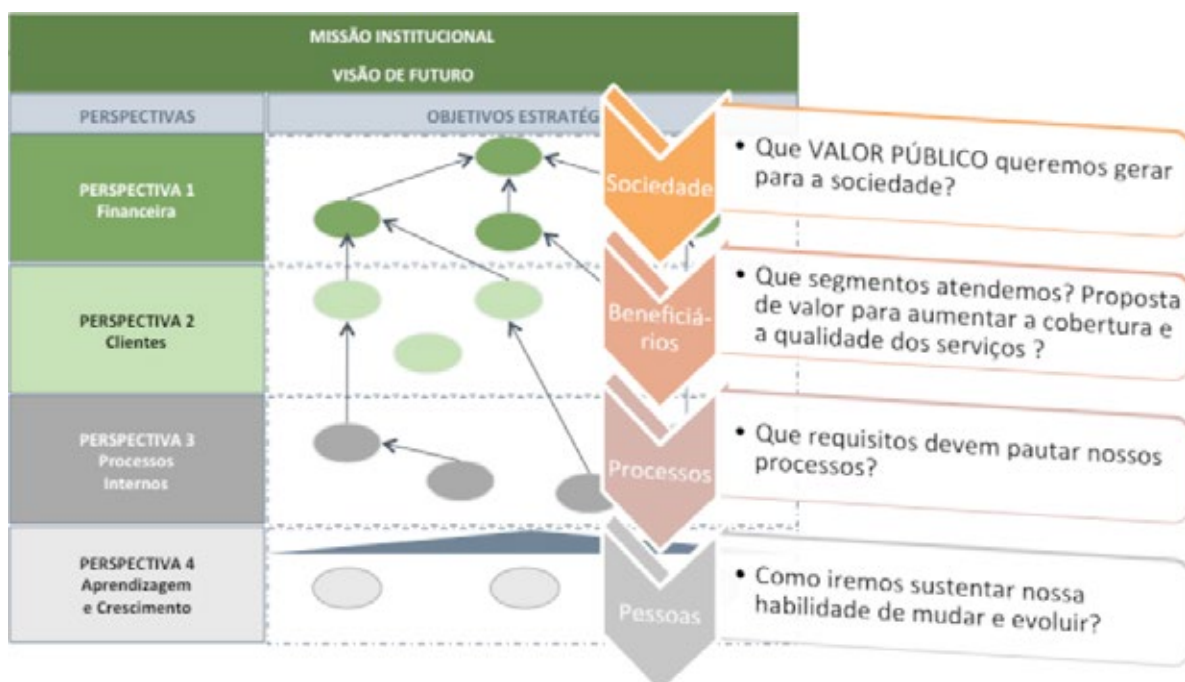 MISSÃO INSTITUCIONAL
VISÃO DE FUTURO
PERSPECTIVAS
OBJETIVOS ESTRATÉG
PERSPECTIVA 1
Financeira
Sociedade
• Que VALOR PÚBLICO queremos gerar
para a sociedade?
PERSPECTIVA 2
Clientes
Beneficiá-
rios
• Que segmentos atendemos? Proposta
de valor para aumentar a cobertura e
a qualidade dos serviços ?
PERSPECTIVA 3
Processos
Internos
Processos
• Que requisitos devem pautar nossos
processos?
PERSPECTIVA 4
Aprendizagem
e Crescimento
Pessoas
• Como iremos sustentar nossa
habilidade de mudar e evoluir?